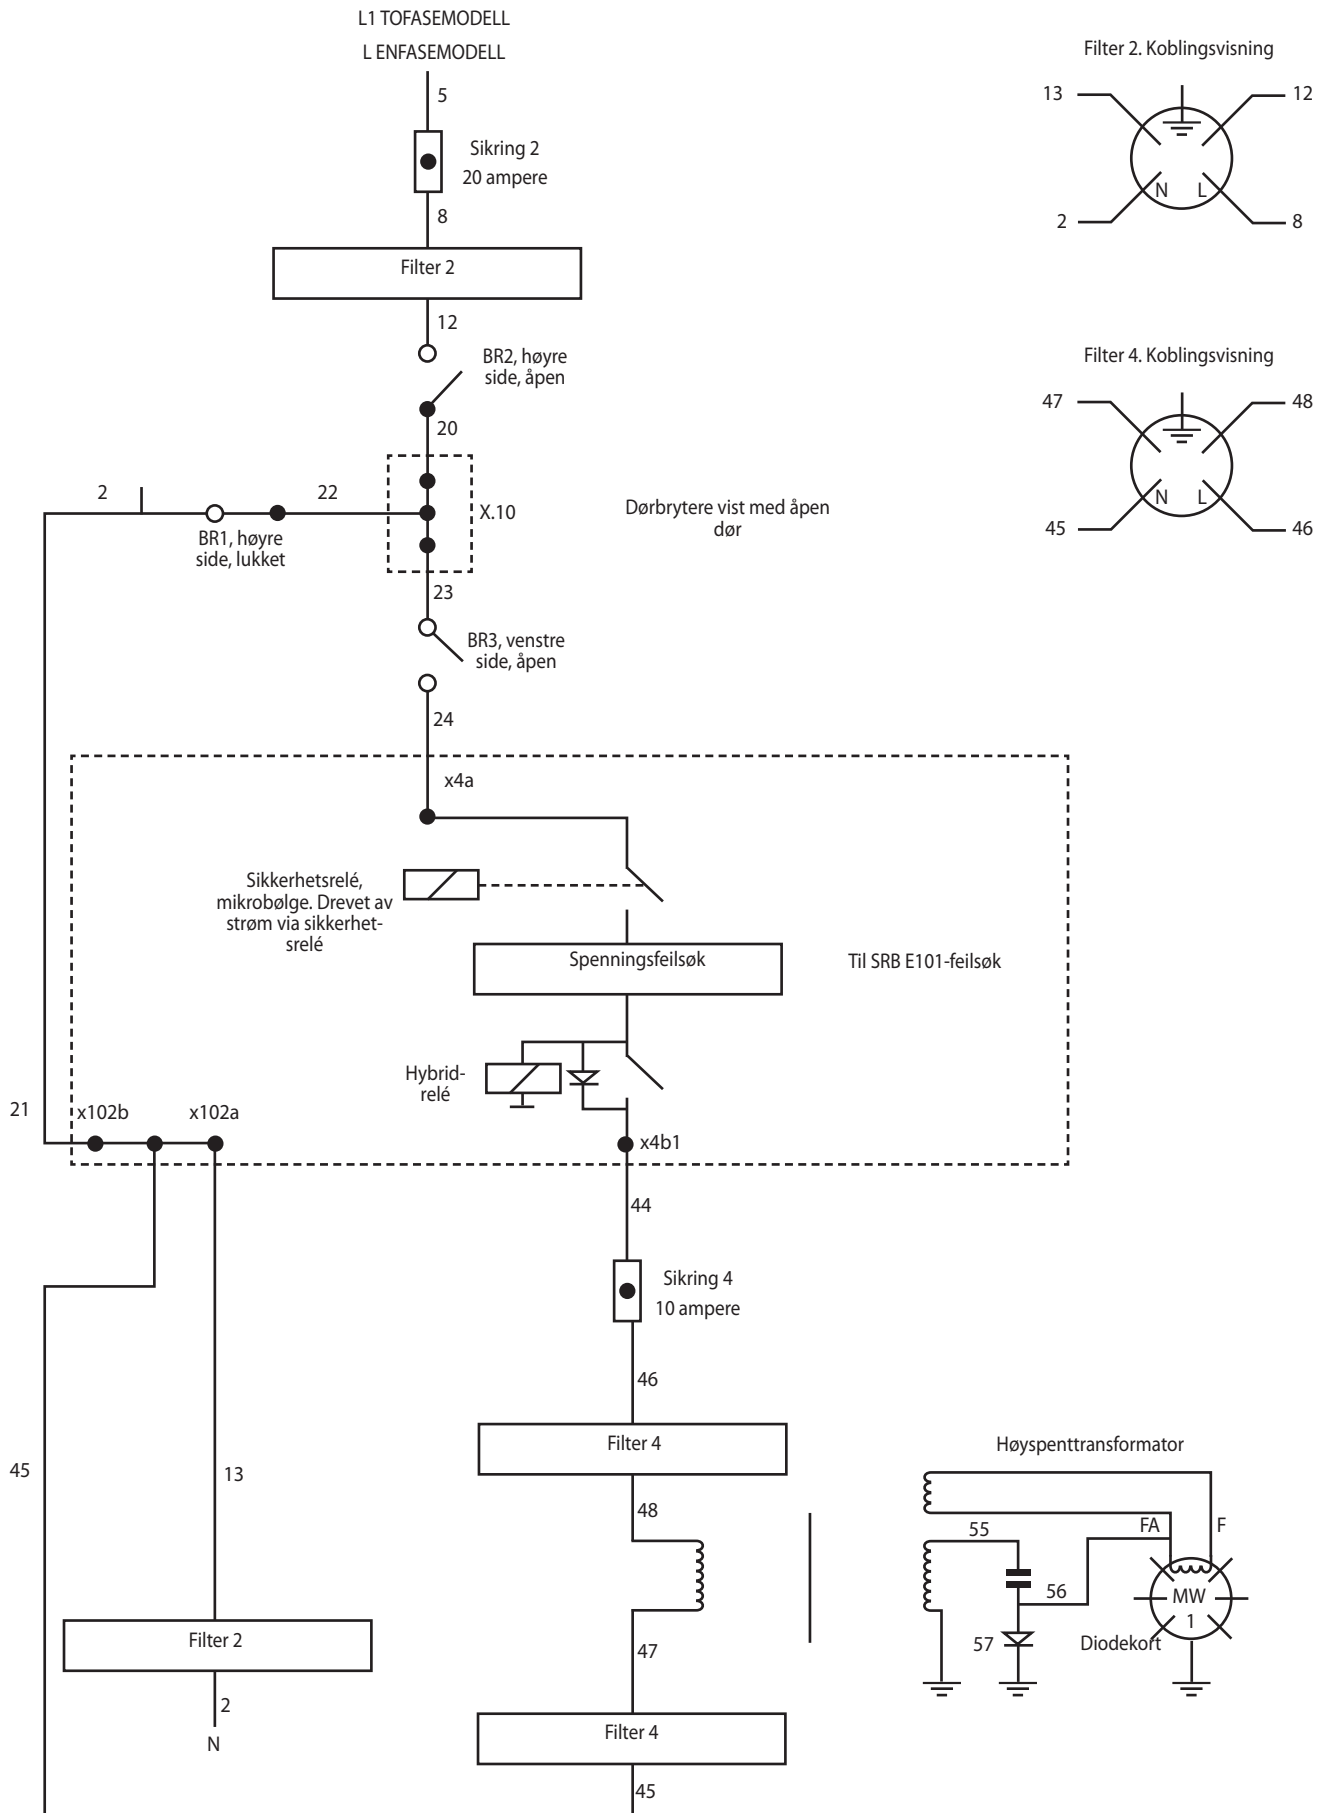 L1 TOFASEMODELL
L ENFASEMODELL
5
Sikring 2
20 ampere
8
Filter 2
12
BR2, høyre
side, åpen
20
2
22
X.10
BR1, høyre
side, lukket
Dørbrytere vist med åpen
dør
23
BR3, venstre
side, åpen
24
Filter 2. Koblingsvisning
13
12
N
L
2
8
Filter 4. Koblingsvisning
47
48
N
L
45
46
x4a
Sikkerhetsrelé,
mikrobølge. Drevet av
strøm via sikkerhet-
srelé
Spenningsfeilsøk
Til SRB E101-feilsøk
Hybrid-
relé
21
x102b
x102a
x4b1
44
Sikring 4
10 ampere
46
Filter 4
45
13
48
Filter 2
47
2
N
Filter 4
45
Høyspenttransformator
55
FA
F
56
MW
1
57
Diodekort